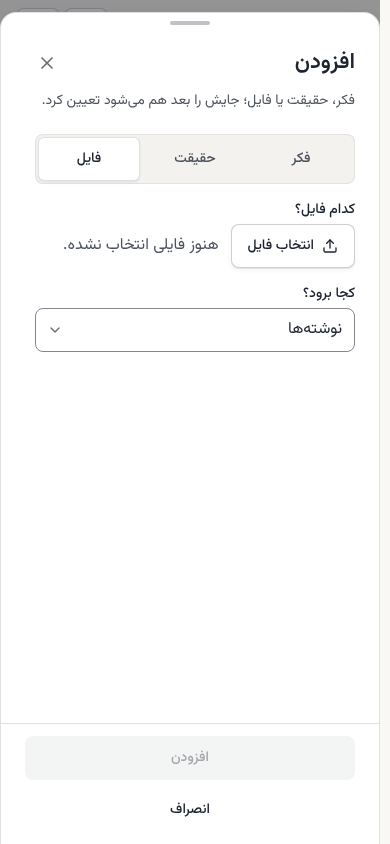 افزودن
فکر، حقیقت یا فایل؛ جایش را بعد هم می‌شود تعیین کرد.
فکر حقیقت فایل
کدام فایل؟
انتخاب فایل هنوز فایلی انتخاب نشده.
کجا برود؟
نوشته‌ها
افزودن
انصراف